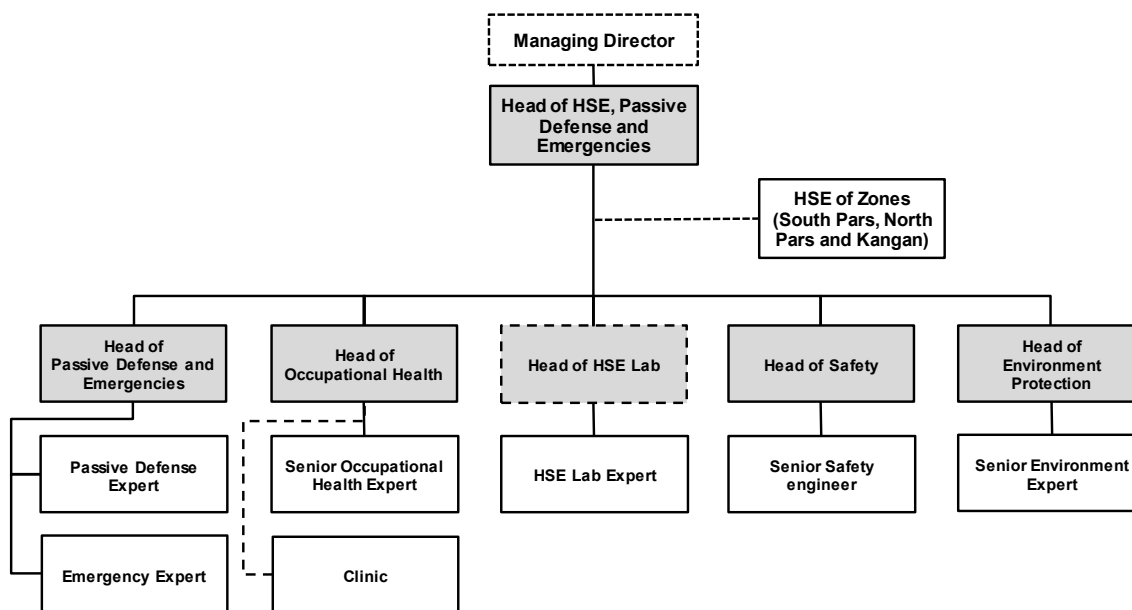 Managing Director
Head of HSE, Passive
Defense and
Emergencies
HSE of Zones
(South Pars, North
Pars and Kangan)
Head of
Passive Defense and
Emergencies
Head of
Occupational Health
Head of HSE Lab
Head of Safety
Head of
Environment
Protection
Passive Defense
Expert
Senior Occupational
Health Expert
HSE Lab Expert
Senior Safety
engineer
Senior Environment
Expert
Emergency Expert
Clinic